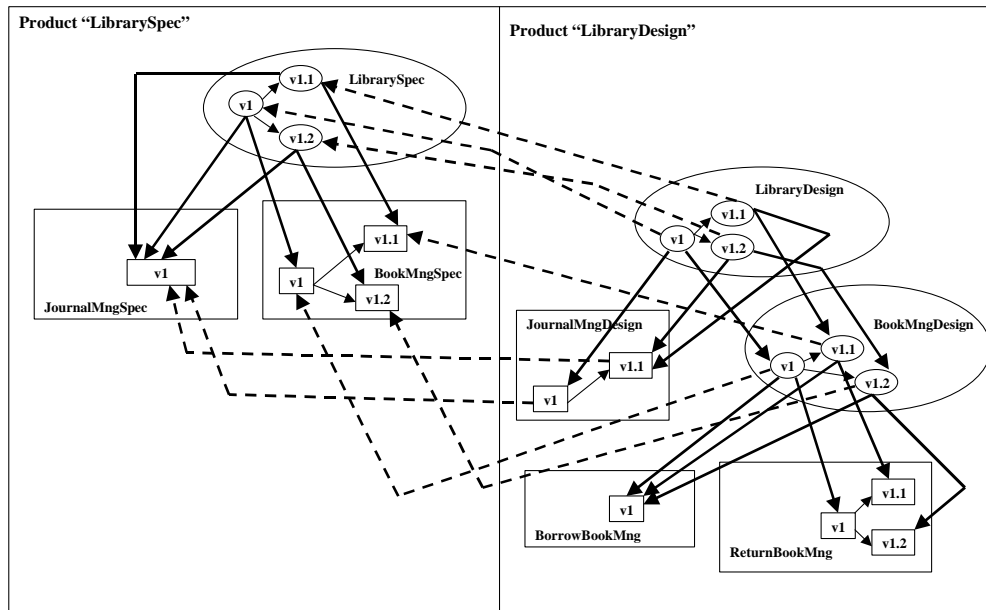 Product “LibrarySpec”
Product “LibraryDesign”
v1.1
LibrarySpec
v1
v1.2
LibraryDesign
v1.1
v1
v1.2
v1
JournalMngSpec
v1.1
BookMngSpec
v1
v1.2
JournalMngDesign
v1.1
v1
BookMngDesign
v1.1
v1
v1.2
v1
BorrowBookMng
v1.1
v1
v1.2
ReturnBookMng